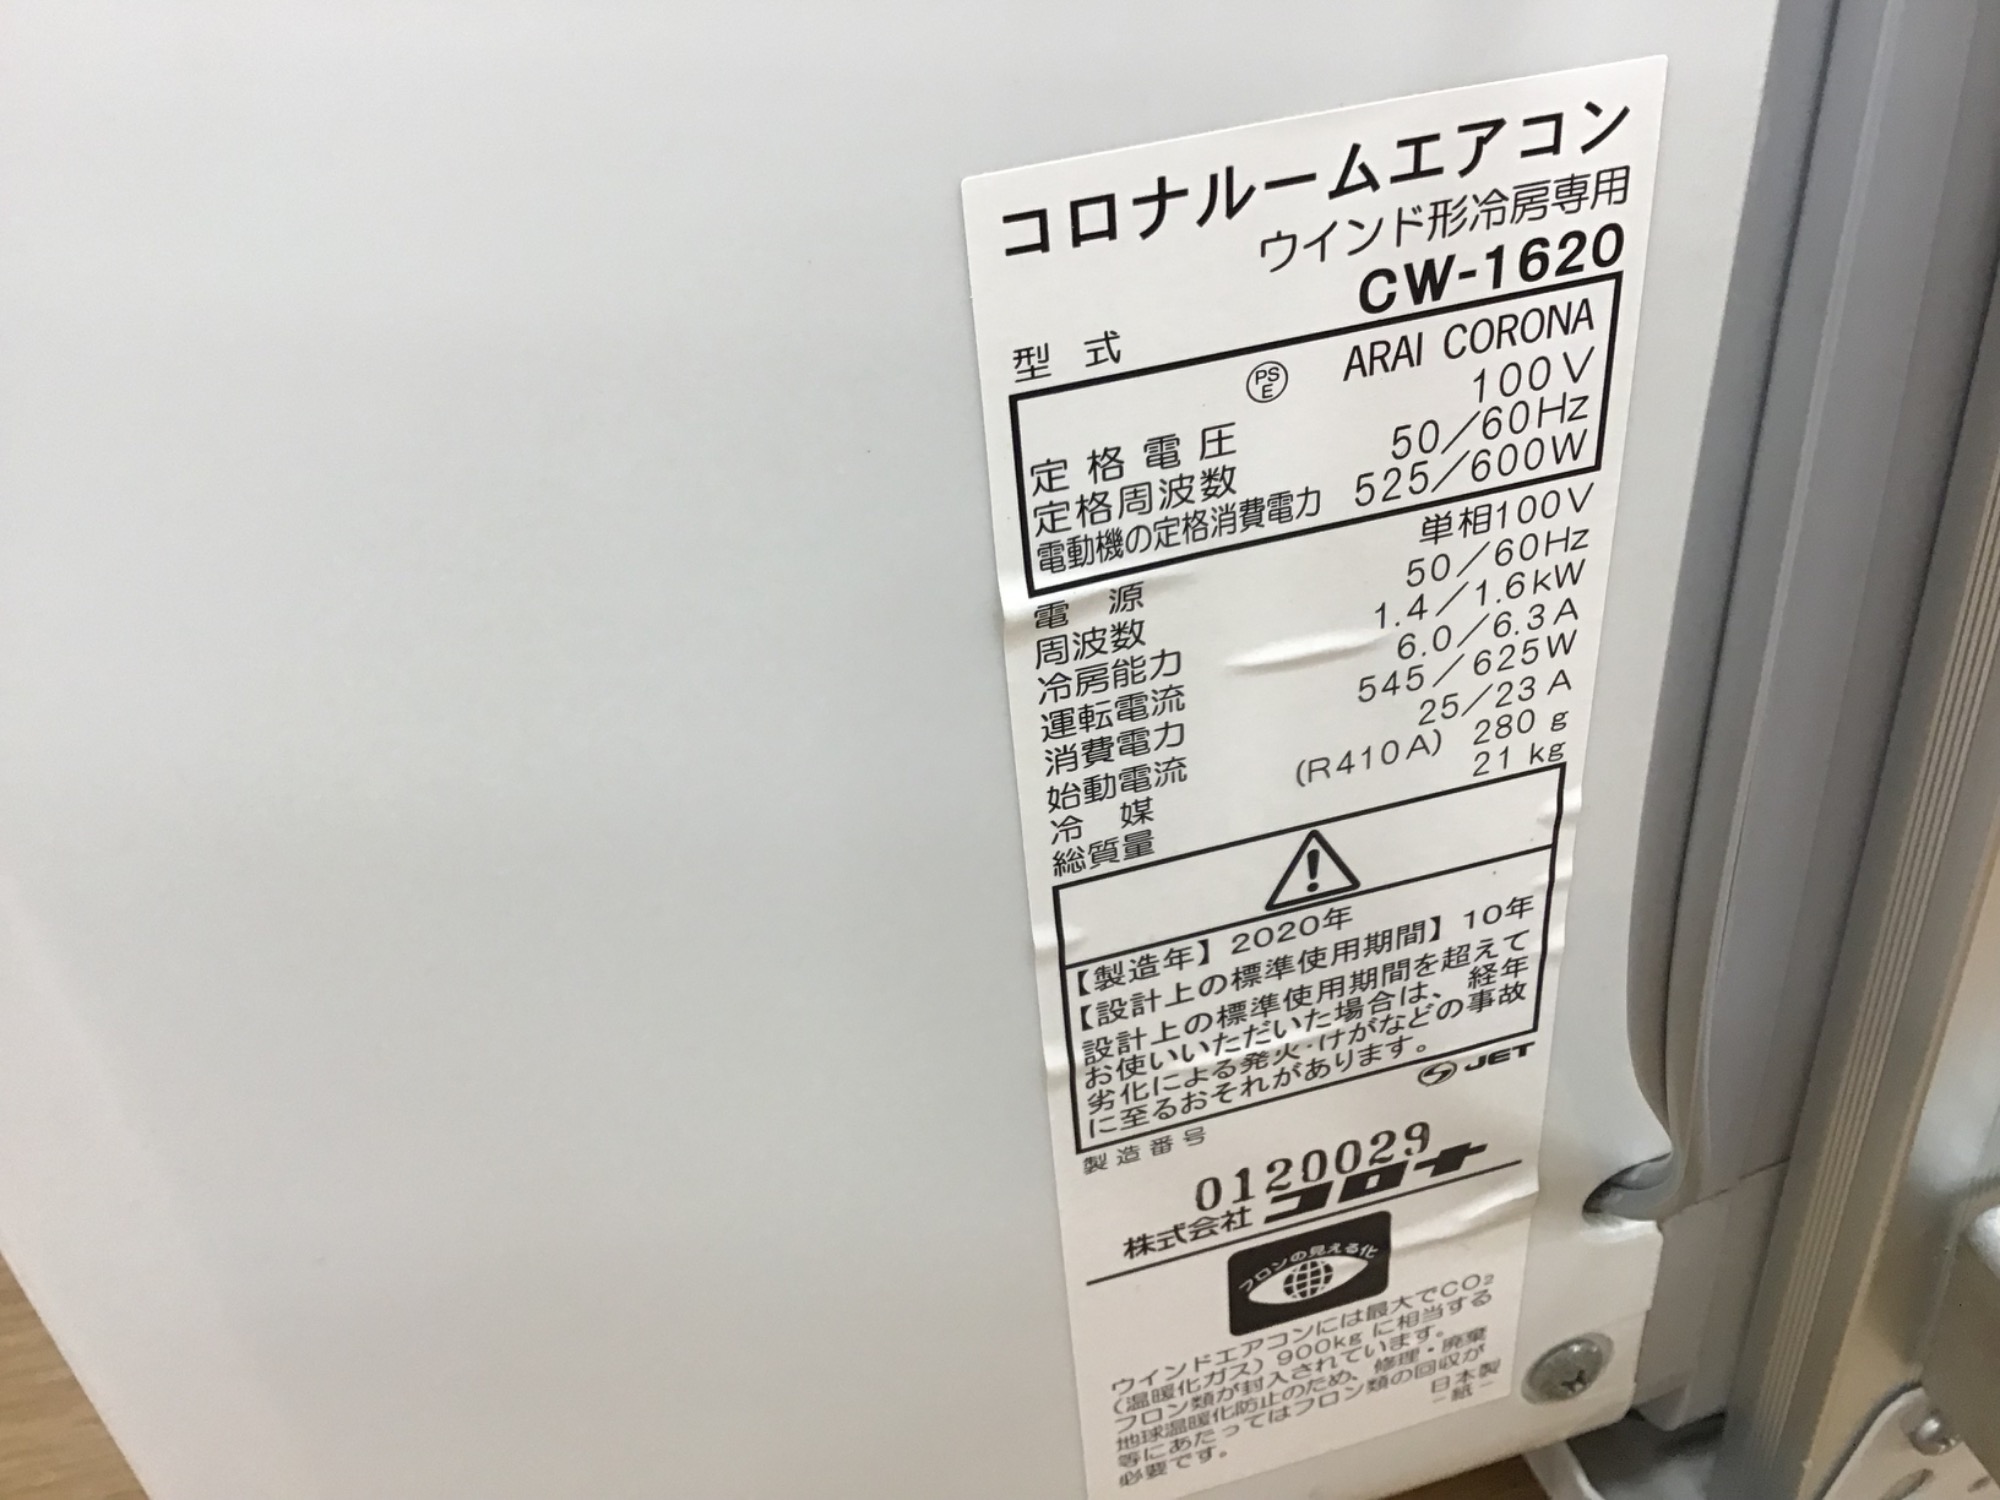 コロナルームエアコン
ウインド形冷房専用
型式 CW-1620
PS E ARAI CORONA
定格電圧 100V
定格周波数 50/60Hz
電動機の定格消費電力 525/600W
電源 単相100V
周波数 50/60Hz
冷房能力 1.4/1.6kW
運転電流 6.0/6.3A
消費電力 545/625W
始動電流 25/23A
冷媒 (R410A) 280g
総質量 21kg
【製造年】2020年
【設計上の標準使用期間】10年
設計上の標準使用期間を超えて
お使いいただいた場合は、経年
劣化による発火・けがなどの事故
に至るおそれがあります。
JET
製造番号
0120029
株式会社 コロナ
フロンの見える化
ウインドエアコンには最大でCO₂
(温暖化ガス)900kgに相当する
フロン類が封入されています。
地球温暖化防止のため、修理・廃棄
等にあたってはフロン類の回収が
必要です。
日本製
-紙-